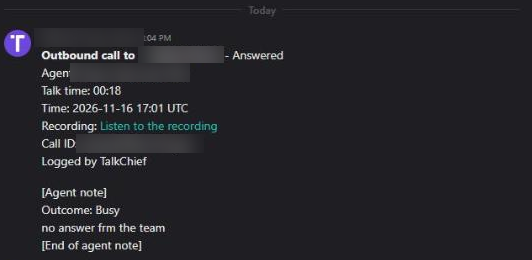 Today
T
:04 PM
Outbound call to - Answered
Agent
Talk time: 00:18
Time: 2026-11-16 17:01 UTC
Recording: Listen to the recording
Call ID
Logged by TalkChief
[Agent note]
Outcome: Busy
no answer frm the team
[End of agent note]